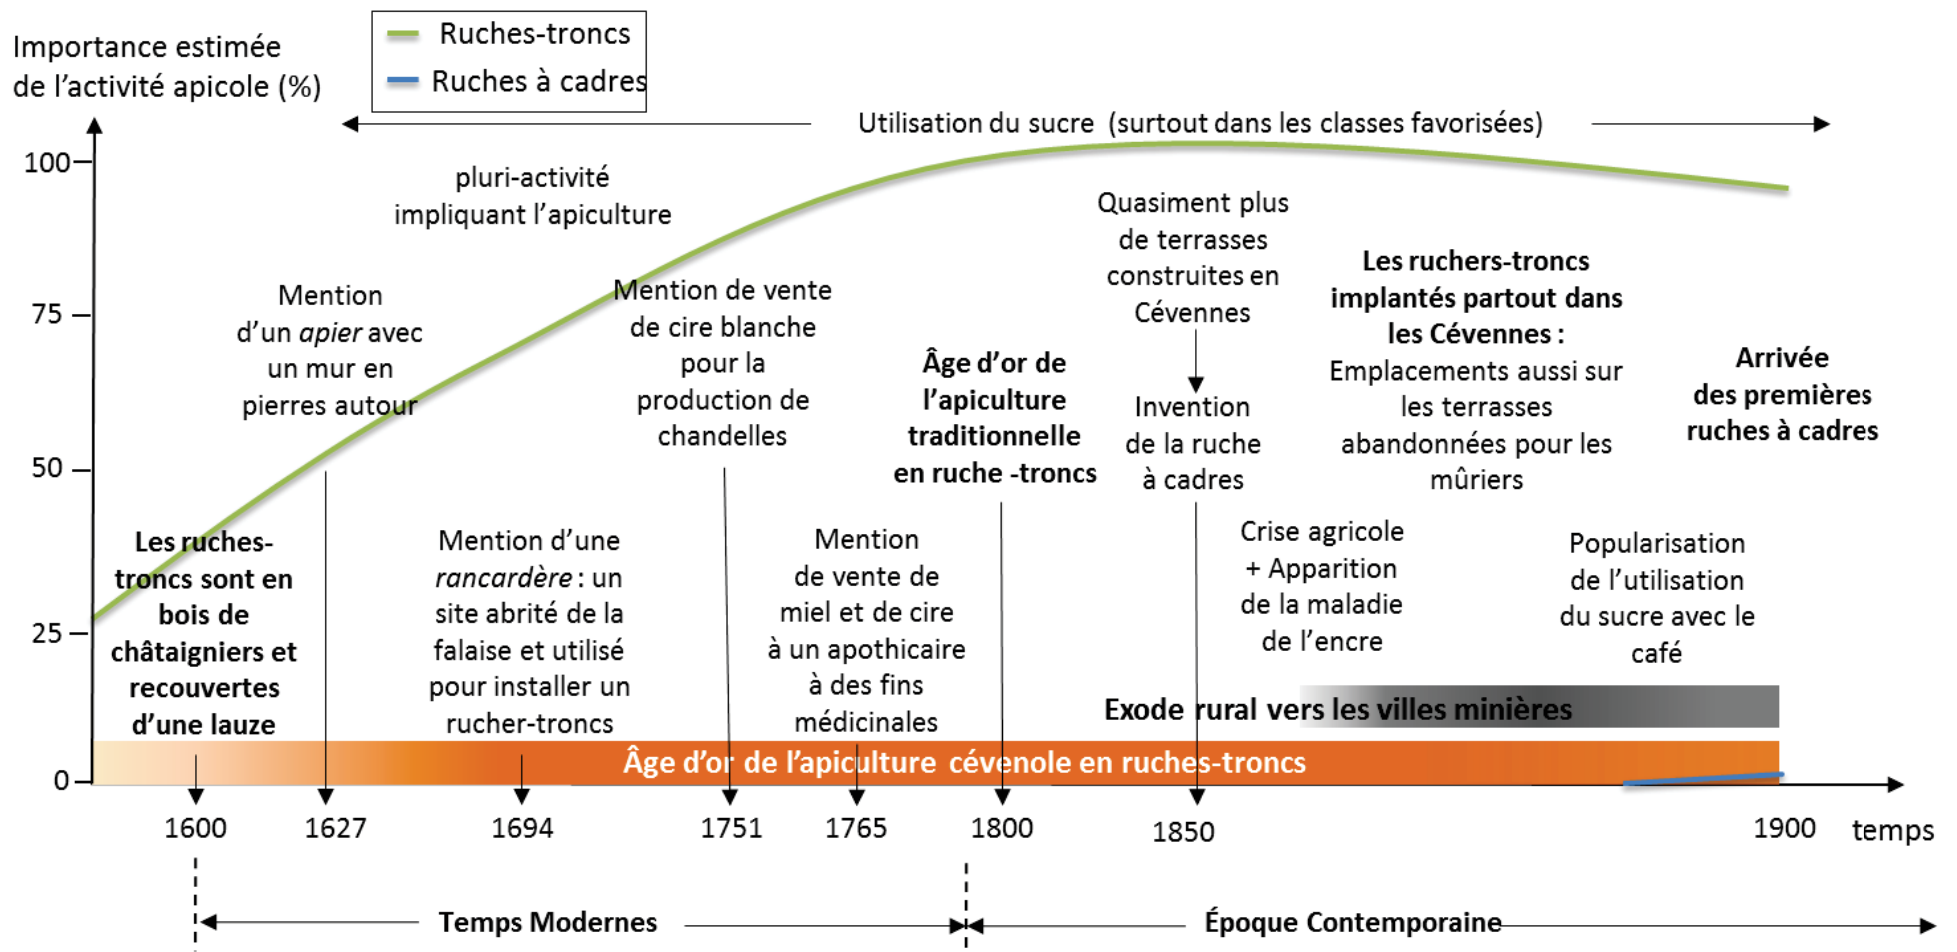 Importance estimée
de l'activité apicole (%)
Ruches-troncs
Ruches à cadres
Utilisation du sucre (surtout dans les classes favorisées)
100
75
50
25
0
pluri-activité
impliquant l'apiculture
Mention
d'un apier avec
un mur en
pierres autour
Mention de vente
de cire blanche
pour la
production de
chandelles
Âge d'or de
l'apiculture
traditionnelle
en ruche -troncs
Quasiment plus
de terrasses
construites en
Cévennes
Invention
de la ruche
à cadres
Les ruchers-troncs
implantés partout dans
les Cévennes :
Emplacements aussi sur
les terrasses
abandonnées pour les
mûriers
Arrivée
des premières
ruches à cadres
Les ruches-
troncs sont en
bois de
châtaigniers et
recouvertes
d'une lauze
Mention d'une
rancardère : un
site abrité de la
falaise et utilisé
pour installer un
rucher-troncs
Mention
de vente de
miel et de cire
à un apothicaire
à des fins
médicinales
Crise agricole
+ Apparition
de la maladie
de l'encre
Popularisation
de l'utilisation
du sucre avec le
café
Exode rural vers les villes minières
Âge d'or de l'apiculture cévenole en ruches-troncs
1600
1627
1694
1751
1765
1800
1850
1900
temps
Temps Modernes
Époque Contemporaine